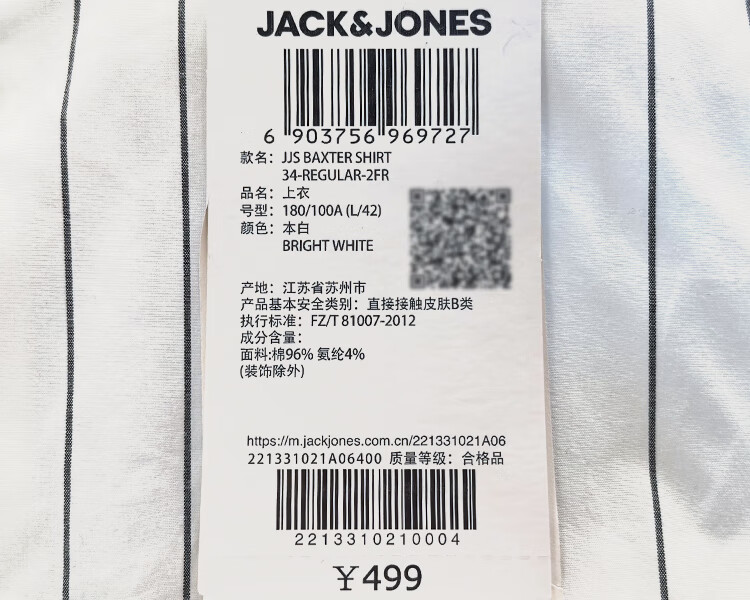 JACK&JONES
6 903756 969727
款名: JJS BAXTER SHIRT
34-REGULAR-2FR
品名: 上衣
号型: 180/100A (L/42)
颜色: 本白
BRIGHT WHITE
产地: 江苏省苏州市
产品基本安全类别: 直接接触皮肤B类
执行标准: FZ/T 81007-2012
成分含量:
面料:棉96% 氨纶4%
(装饰除外)
https://m.jackjones.com.cn/221331021A06
221331021A06400 质量等级: 合格品
2213310210004
¥499